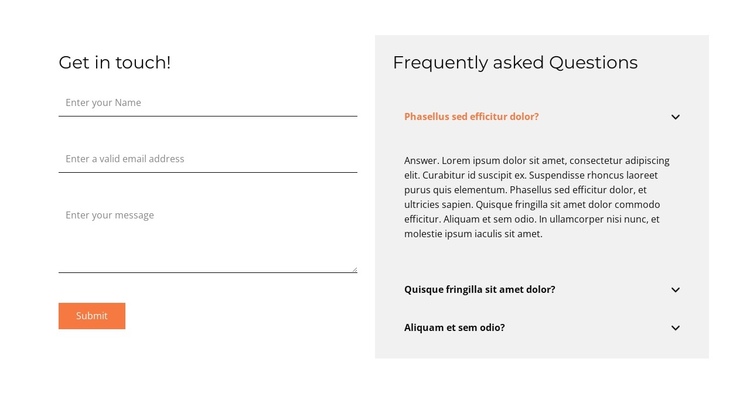 Get in touch!
Enter your Name
Enter a valid email address
Enter your message
Submit
Frequently asked Questions
Phasellus sed efficitur dolor?
Answer. Lorem ipsum dolor sit amet, consectetur adipiscing
elit. Curabitur id suscipit ex. Suspendisse rhoncus laoreet
purus quis elementum. Phasellus sed efficitur dolor, et
ultricies sapien. Quisque fringilla sit amet dolor commodo
efficitur. Aliquam et sem odio. In ullamcorper nisi nunc, et
molestie ipsum iaculis sit amet.
Quisque fringilla sit amet dolor?
Aliquam et sem odio?